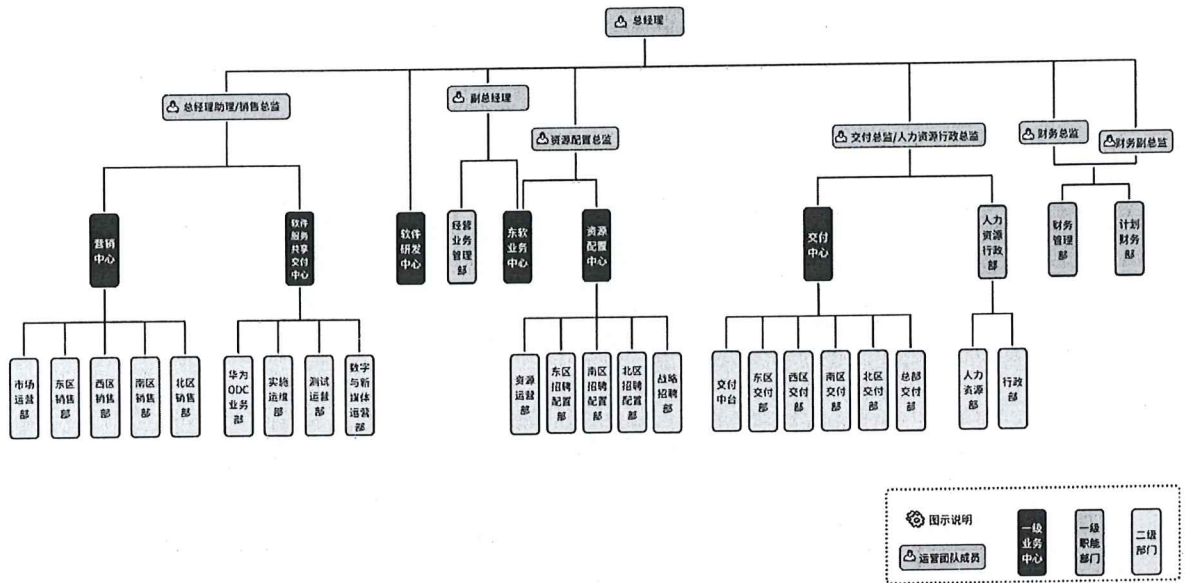 总经理
总经理助理/销售总监
副总经理
资源配置总监
交付总监/人力资源行政总监
财务总监
财务副总监
营销
中心
软件
服务
共享
交付
中心
软件
研发
中心
经营
业务
管理
部
东软
业务
中心
资源
配置
中心
交付
中心
人力
资源
行政
部
财务
管理
部
计划
财务
部
市场
运营
部
东区
销售
部
西区
销售
部
南区
销售
部
北区
销售
部
华为
ODC
业务
部
实施
运维
部
测试
运营
部
数字
与新
媒体
运营
部
资源
运营
部
东区
招聘
配置
部
南区
招聘
配置
部
北区
招聘
配置
部
战略
招聘
部
交付
中台
东区
交付
部
西区
交付
部
南区
交付
部
北区
交付
部
总部
交付
部
人力
资源
部
行政
部
图示说明
运营团队成员
一级
业务
中心
一级
职能
部门
二级
部门